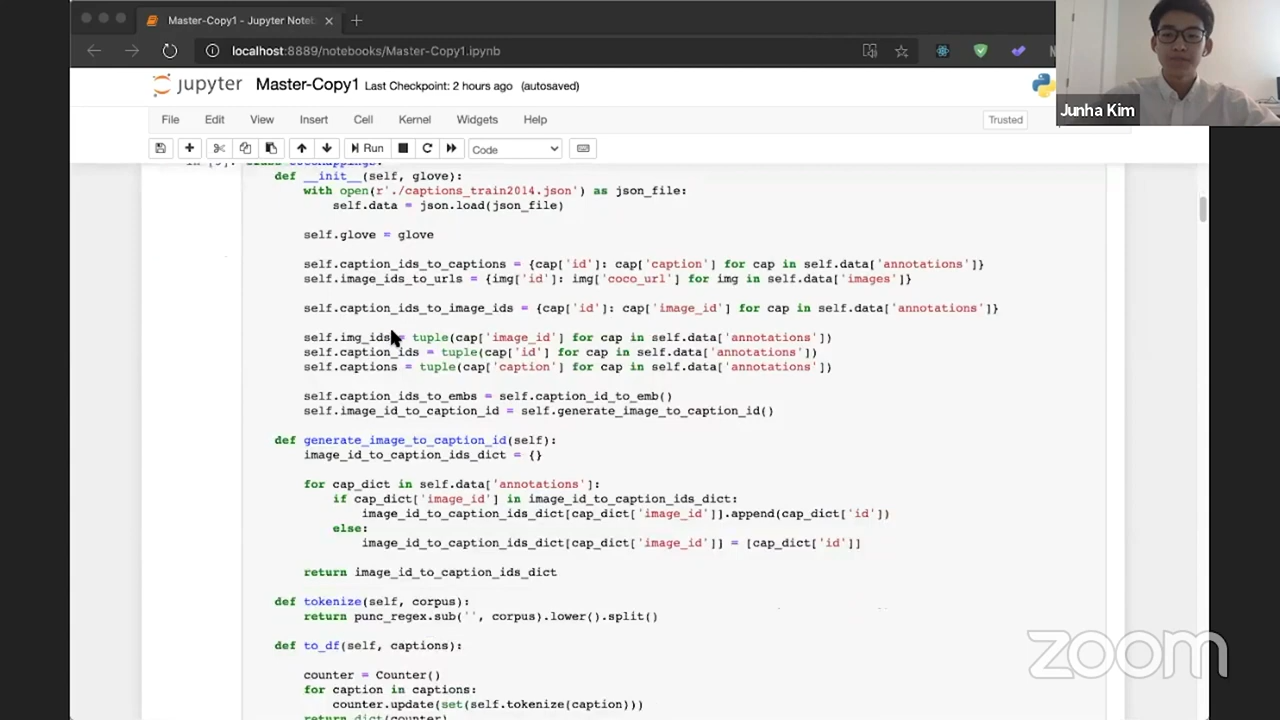 Master-Copy1 - Jupyter Noteb
localhost:8889/notebooks/Master-Copy1.ipynb
jupyter Master-Copy1 Last Checkpoint: 2 hours ago (autosaved)
Junha Kim
File Edit View Insert Cell Kernel Widgets Help Trusted
Run Code
def __init__(self, glove):
with open(r'./captions_train2014.json') as json_file:
self.data = json.load(json_file)
self.glove = glove
self.caption_ids_to_captions = {cap['id']: cap['caption'] for cap in self.data['annotations']}
self.image_ids_to_urls = {img['id']: img['coco_url'] for img in self.data['images']}
self.caption_ids_to_image_ids = {cap['id']: cap['image_id'] for cap in self.data['annotations']}
self.img_ids = tuple(cap['image_id'] for cap in self.data['annotations'])
self.caption_ids = tuple(cap['id'] for cap in self.data['annotations'])
self.captions = tuple(cap['caption'] for cap in self.data['annotations'])
self.caption_ids_to_embs = self.caption_id_to_emb()
self.image_id_to_caption_id = self.generate_image_to_caption_id()
def generate_image_to_caption_id(self):
image_id_to_caption_ids_dict = {}
for cap_dict in self.data['annotations']:
if cap_dict['image_id'] in image_id_to_caption_ids_dict:
image_id_to_caption_ids_dict[cap_dict['image_id']].append(cap_dict['id'])
else:
image_id_to_caption_ids_dict[cap_dict['image_id']] = [cap_dict['id']]
return image_id_to_caption_ids_dict
def tokenize(self, corpus):
return punc_regex.sub('', corpus).lower().split()
def to_df(self, captions):
counter = Counter()
for caption in captions:
counter.update(set(self.tokenize(caption)))
return dict(counter)
zoom